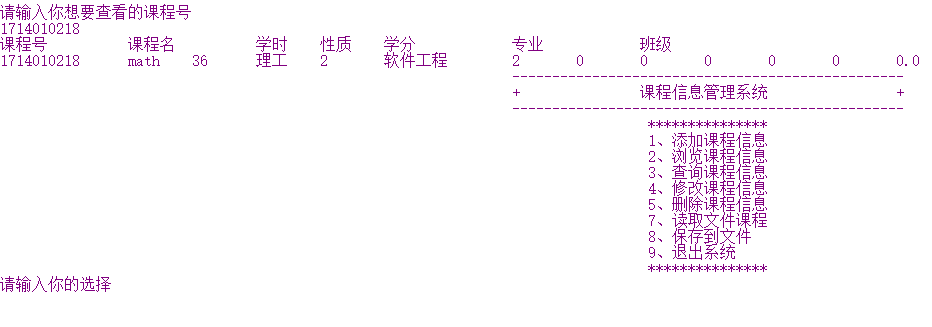 请输入你想要查看的课程号
1714010218
课程号 课程名 学时 性质 学分 专业 班级
1714010218 math 36 理工 2 软件工程 2 0 0 0 0 0 0.0
-------------------------------------------------
+ 课程信息管理系统 +
-------------------------------------------------
***************
1、添加课程信息
2、浏览课程信息
3、查询课程信息
4、修改课程信息
5、删除课程信息
7、读取文件课程
8、保存到文件
9、退出系统
***************
请输入你的选择